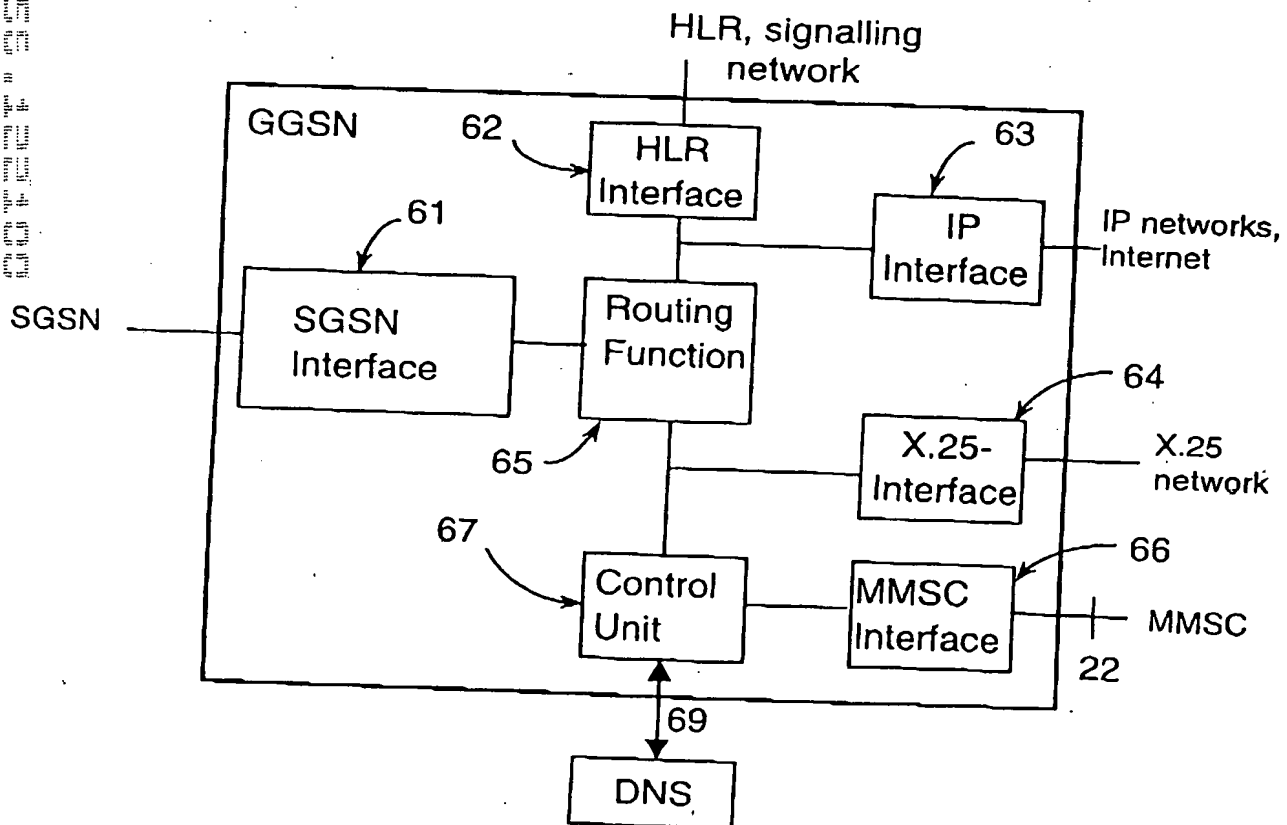 HLR, signalling
network
GGSN
62
HLR
Interface
63
IP
Interface
IP networks,
Internet
61
SGSN
SGSN
Interface
Routing
Function
65
64
X.25-
Interface
X.25
network
67
Control
Unit
66
MMSC
Interface
MMSC
22
69
DNS